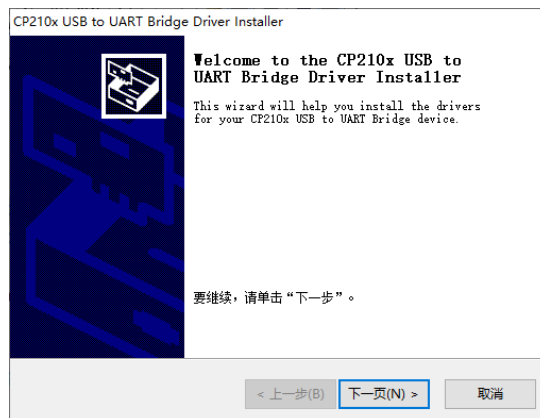 CP210x USB to UART Bridge Driver Installer
Welcome to the CP210x USB to
UART Bridge Driver Installer
This wizard will help you install the drivers
for your CP210x USB to UART Bridge device.
要继续，请单击“下一步”。
< 上一步(B)
下一页(N) >
取消